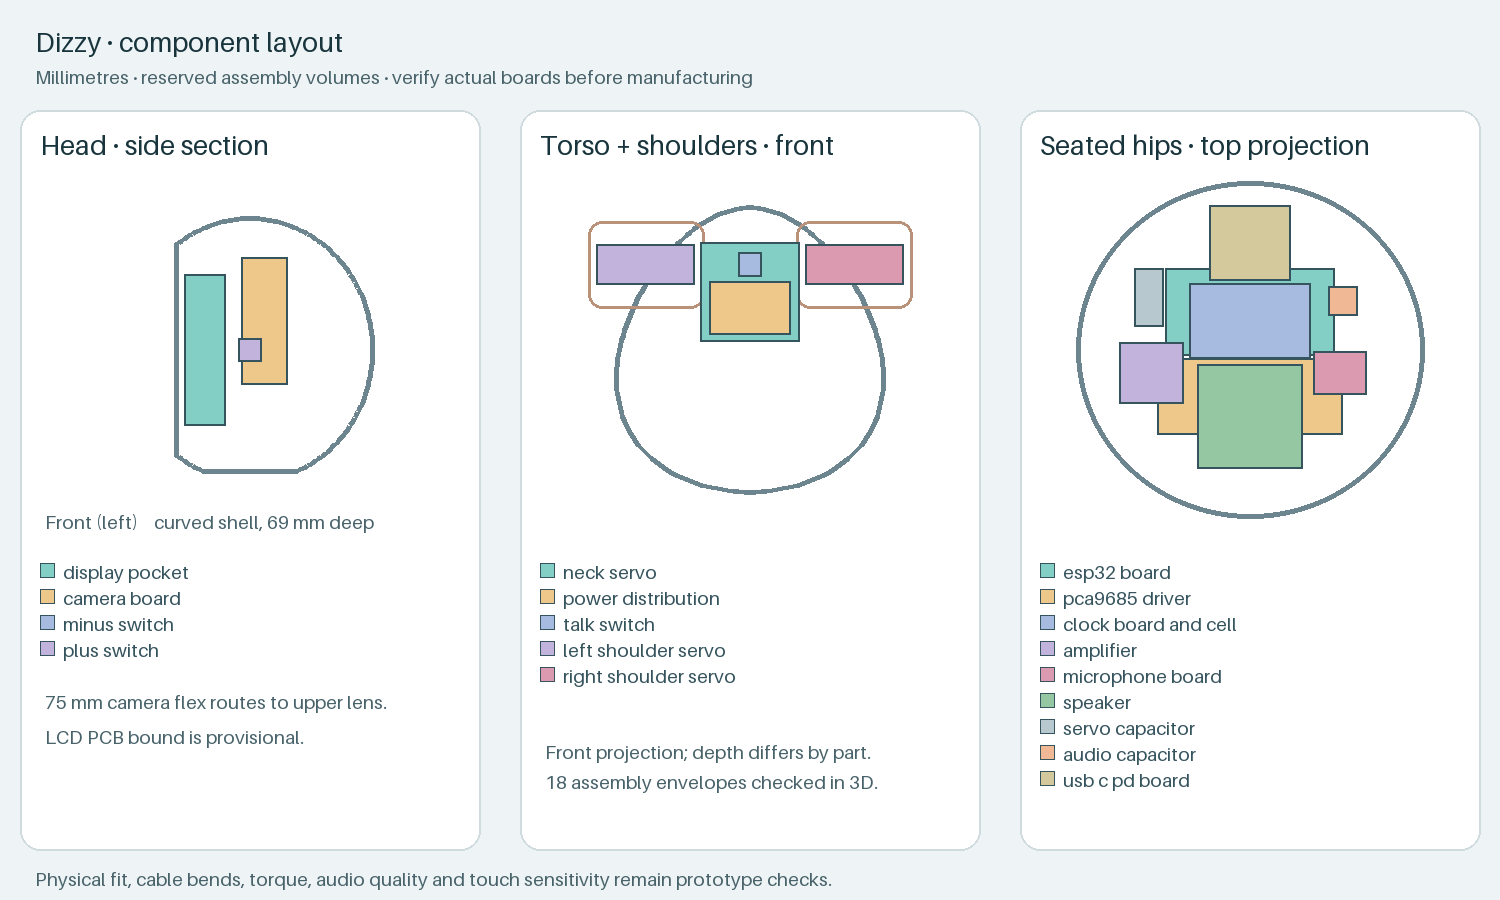 Dizzy · component layout
Millimetres · reserved assembly volumes · verify actual boards before manufacturing
Head · side section
Front (left) curved shell, 69 mm deep
display pocket
camera board
minus switch
plus switch
75 mm camera flex routes to upper lens.
LCD PCB bound is provisional.
Torso + shoulders · front
neck servo
power distribution
talk switch
left shoulder servo
right shoulder servo
Front projection; depth differs by part.
18 assembly envelopes checked in 3D.
Seated hips · top projection
esp32 board
pca9685 driver
clock board and cell
amplifier
microphone board
speaker
servo capacitor
audio capacitor
usb c pd board
Physical fit, cable bends, torque, audio quality and touch sensitivity remain prototype checks.